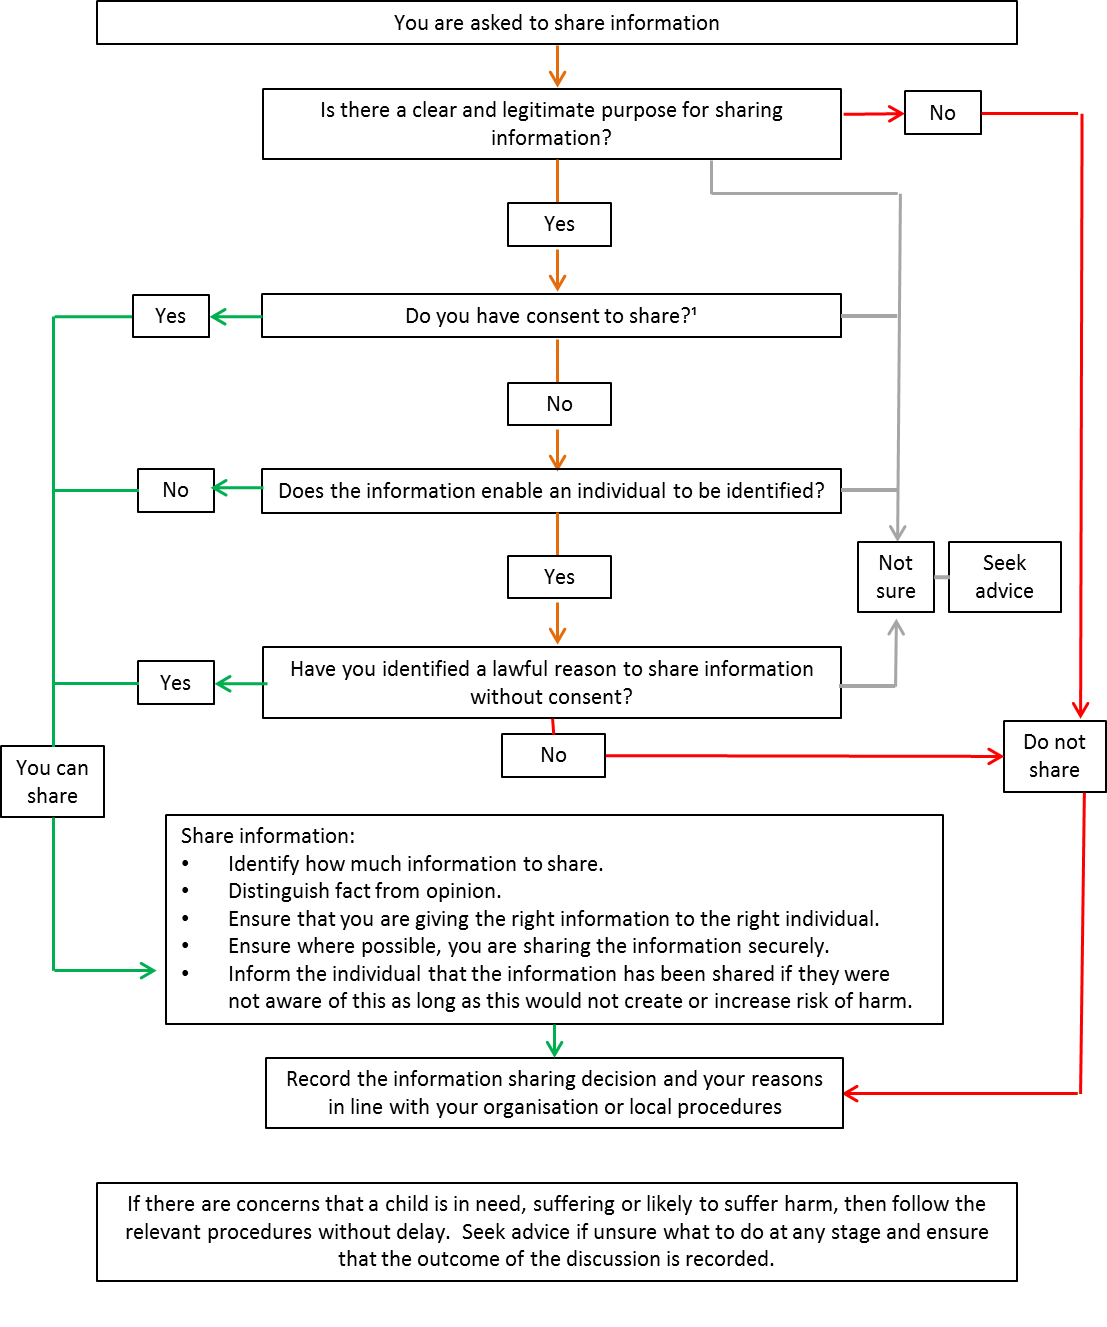 You are asked to share information
Is there a clear and legitimate purpose for sharing
information?
No
Yes
Yes
Do you have consent to share?¹
No
No
Does the information enable an individual to be identified?
Not
sure
Seek
advice
Yes
Yes
Have you identified a lawful reason to share information
without consent?
No
Do not
share
You can
share
Share information:
• Identify how much information to share.
• Distinguish fact from opinion.
• Ensure that you are giving the right information to the right individual.
• Ensure where possible, you are sharing the information securely.
• Inform the individual that the information has been shared if they were
not aware of this as long as this would not create or increase risk of harm.
Record the information sharing decision and your reasons
in line with your organisation or local procedures
If there are concerns that a child is in need, suffering or likely to suffer harm, then follow the
relevant procedures without delay.  Seek advice if unsure what to do at any stage and ensure
that the outcome of the discussion is recorded.